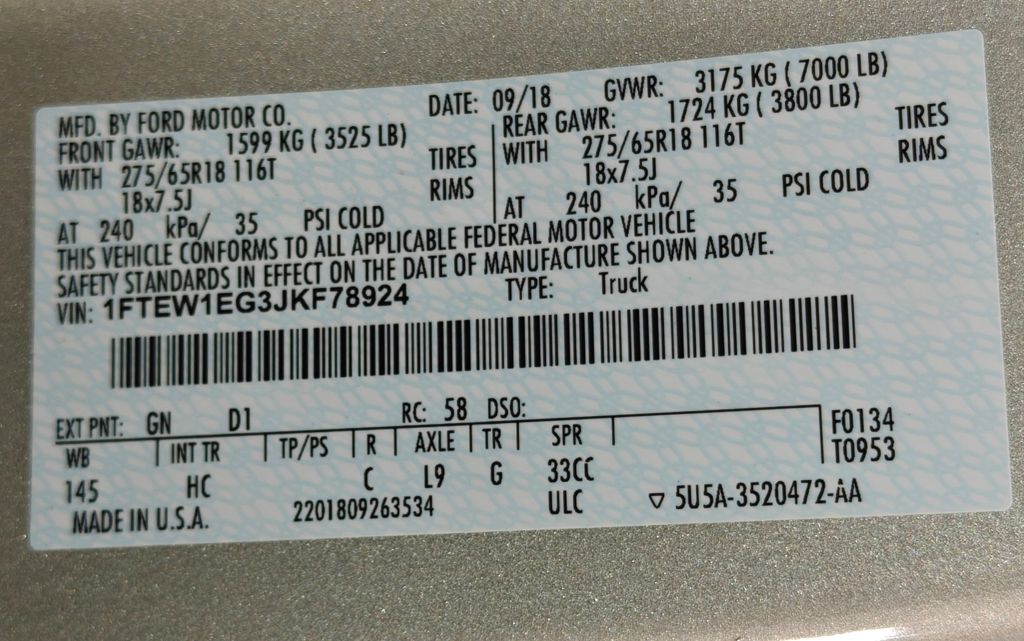 MFD. BY FORD MOTOR CO. DATE: 09/18 GVWR: 3175 KG ( 7000 LB)
FRONT GAWR: 1599 KG ( 3525 LB) REAR GAWR: 1724 KG ( 3800 LB)
WITH 275/65R18 116T TIRES WITH 275/65R18 116T TIRES
18x7.5J RIMS 18x7.5J RIMS
AT 240 kPa/ 35 PSI COLD AT 240 kPa/ 35 PSI COLD
THIS VEHICLE CONFORMS TO ALL APPLICABLE FEDERAL MOTOR VEHICLE
SAFETY STANDARDS IN EFFECT ON THE DATE OF MANUFACTURE SHOWN ABOVE.
VIN: 1FTEW1EG3JKF78924 TYPE: Truck
EXT PNT: GN D1 RC: 58 DSO:
WB INT TR TP/PS R AXLE TR SPR F0134
145 HC C L9 G 33CC T0953
MADE IN U.S.A. 2201809263534 ULC ▽ 5U5A-3520472-AA